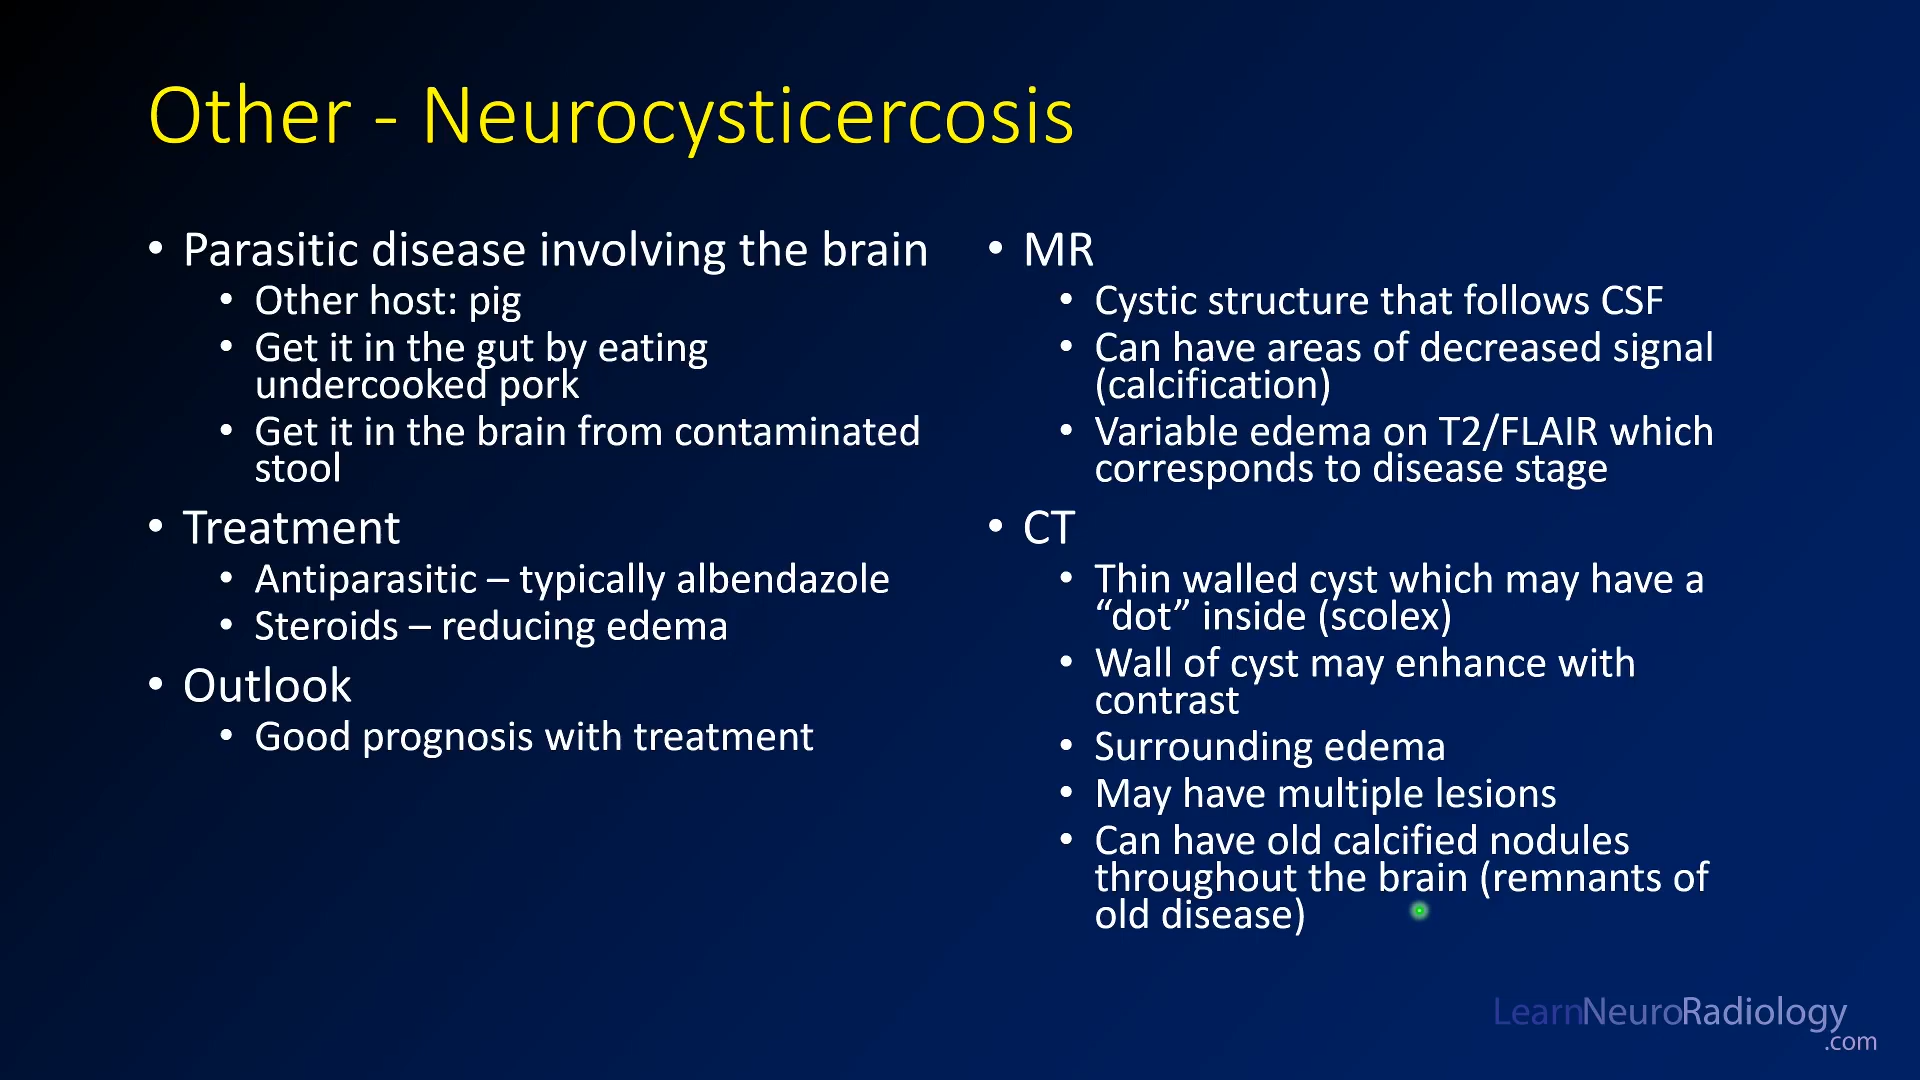 Other - Neurocysticercosis
• Parasitic disease involving the brain
• Other host: pig
• Get it in the gut by eating
undercooked pork
• Get it in the brain from contaminated
stool
• Treatment
• Antiparasitic – typically albendazole
• Steroids – reducing edema
• Outlook
• Good prognosis with treatment
• MR
• Cystic structure that follows CSF
• Can have areas of decreased signal
(calcification)
• Variable edema on T2/FLAIR which
corresponds to disease stage
• CT
• Thin walled cyst which may have a
“dot” inside (scolex)
• Wall of cyst may enhance with
contrast
• Surrounding edema
• May have multiple lesions
• Can have old calcified nodules
throughout the brain (remnants of
old disease)
LearnNeuroRadiology
.com